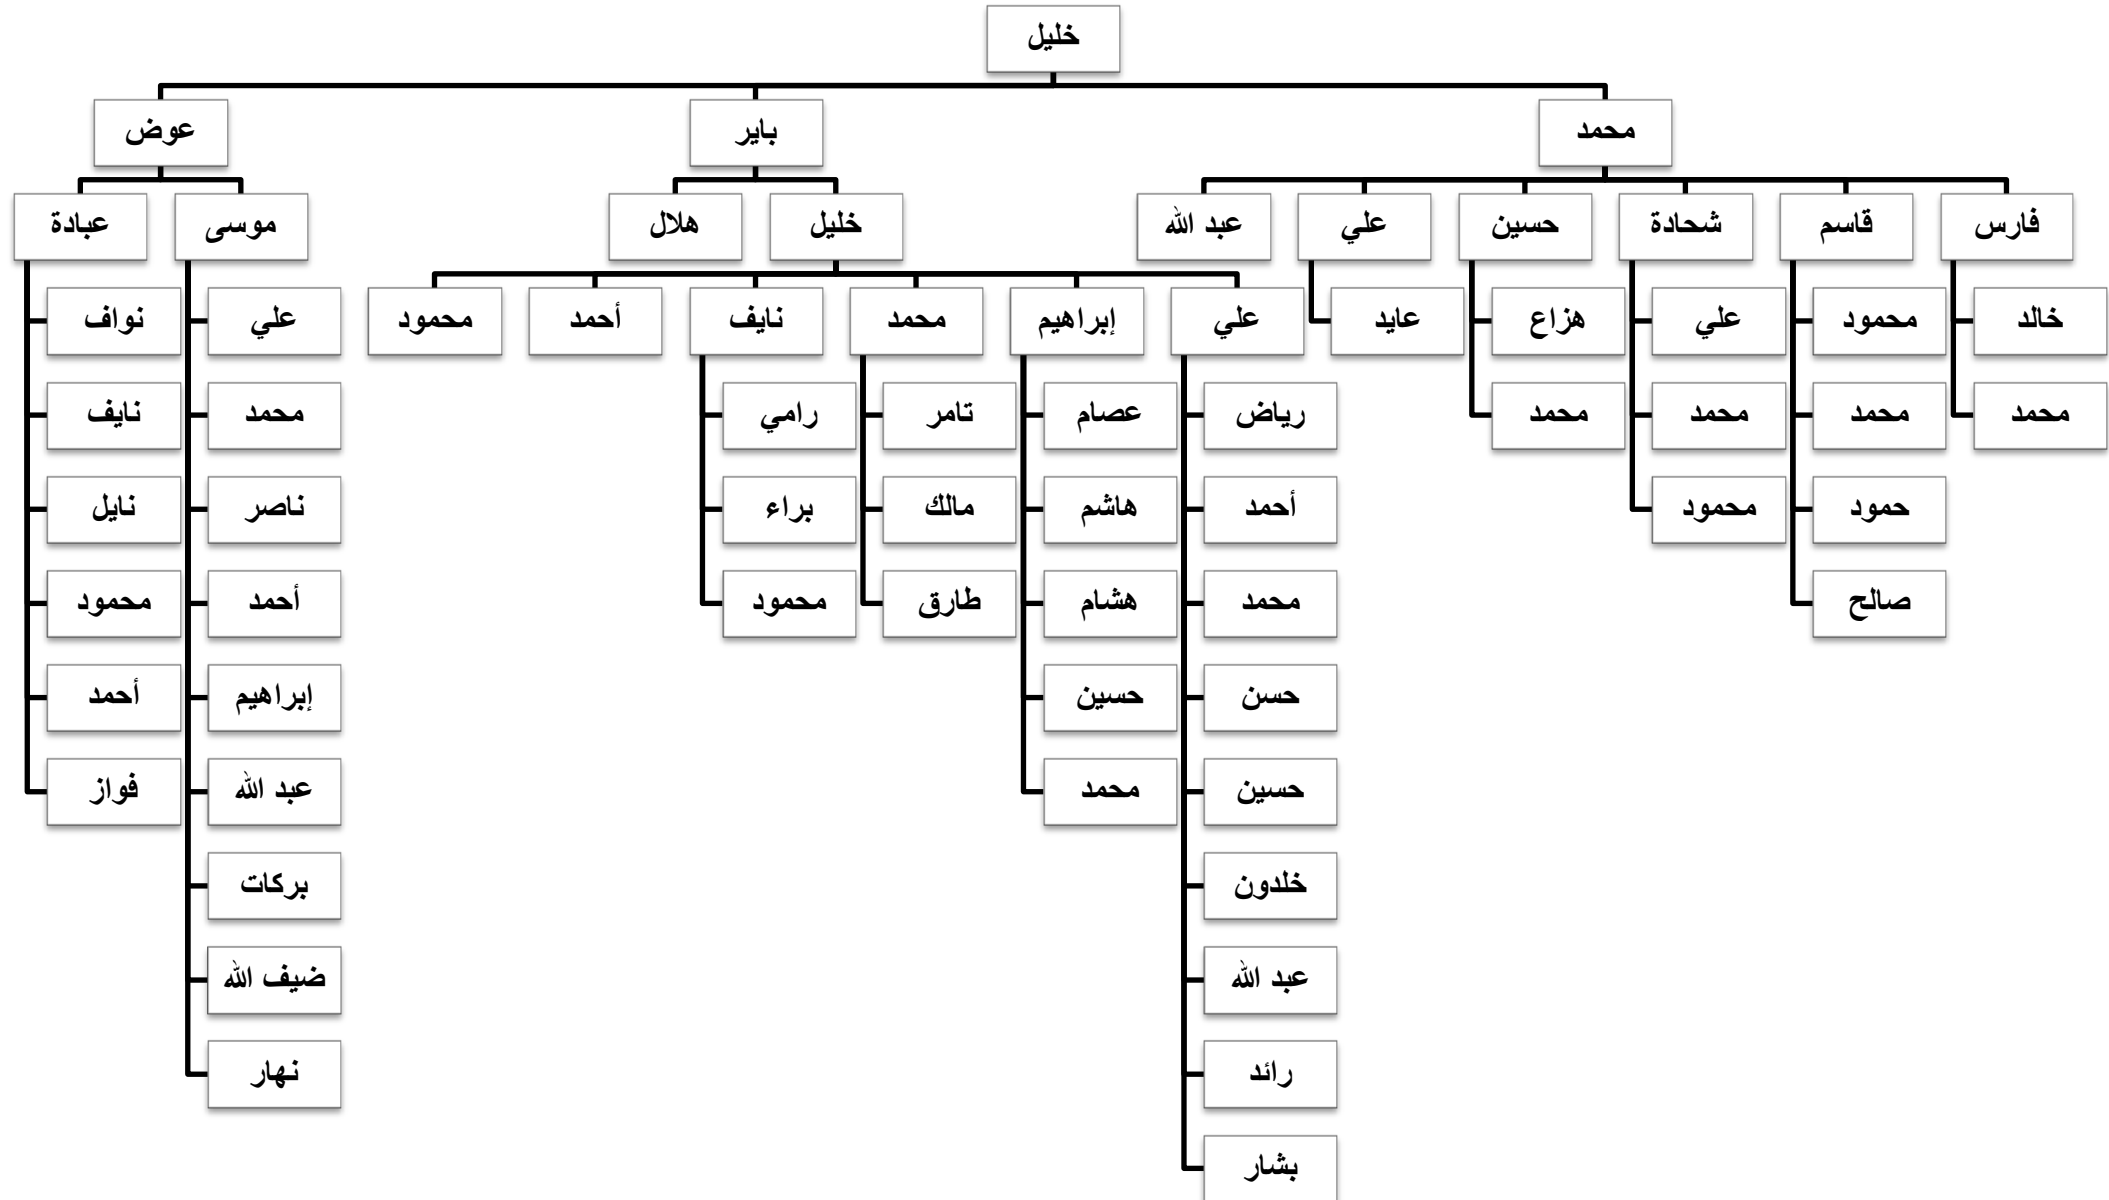 خليل
محمد باير عوض
فارس قاسم شحادة حسين علي عبد الله خليل هلال موسى عبادة
خالد محمود علي هزاع عايد علي إبراهيم محمد نايف أحمد محمود علي نواف
محمد محمد محمد محمد رياض عصام تامر رامي محمد نايف
حمود محمود أحمد هاشم مالك براء ناصر نايل
صالح محمد هشام طارق محمود أحمد محمود
حسن حسين إبراهيم أحمد
حسين محمد عبد الله فواز
خلدون بركات
عبد الله ضيف الله
رائد نهار
بشار